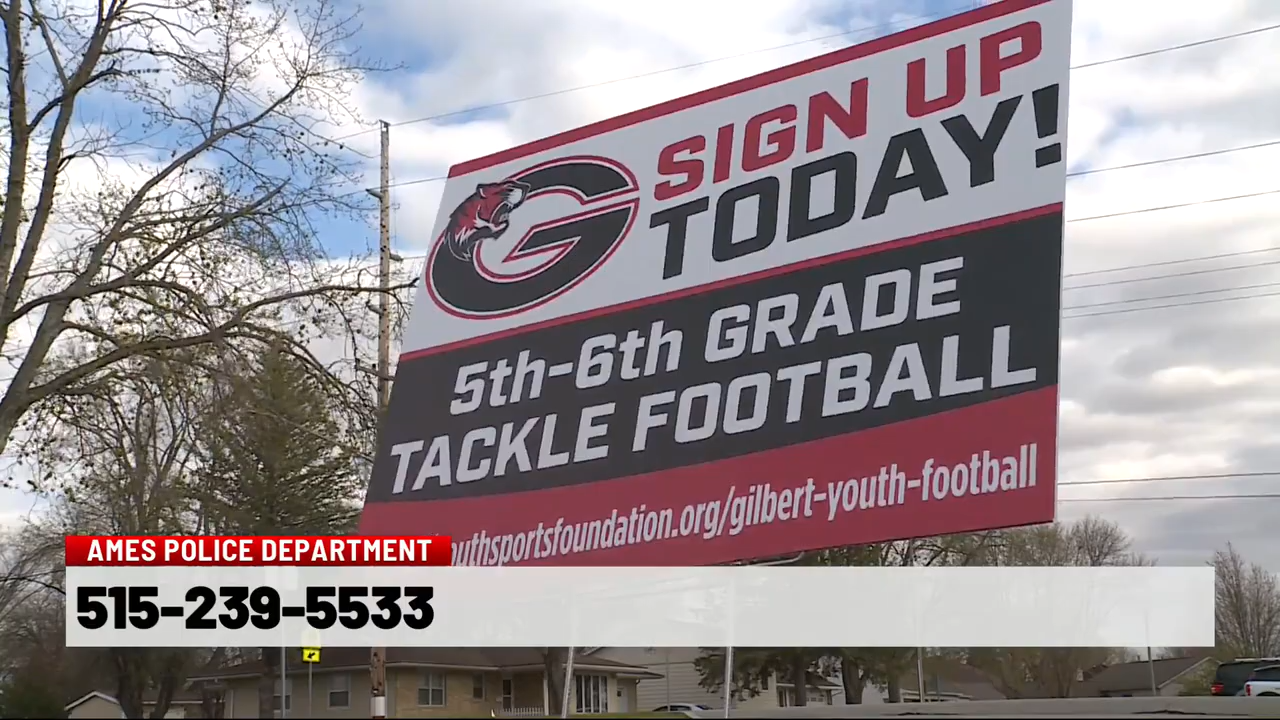 SIGN UP
TODAY!
G
5th-6th GRADE
TACKLE FOOTBALL
outhsportsfoundation.org/gilbert-youth-football
AMES POLICE DEPARTMENT
515-239-5533